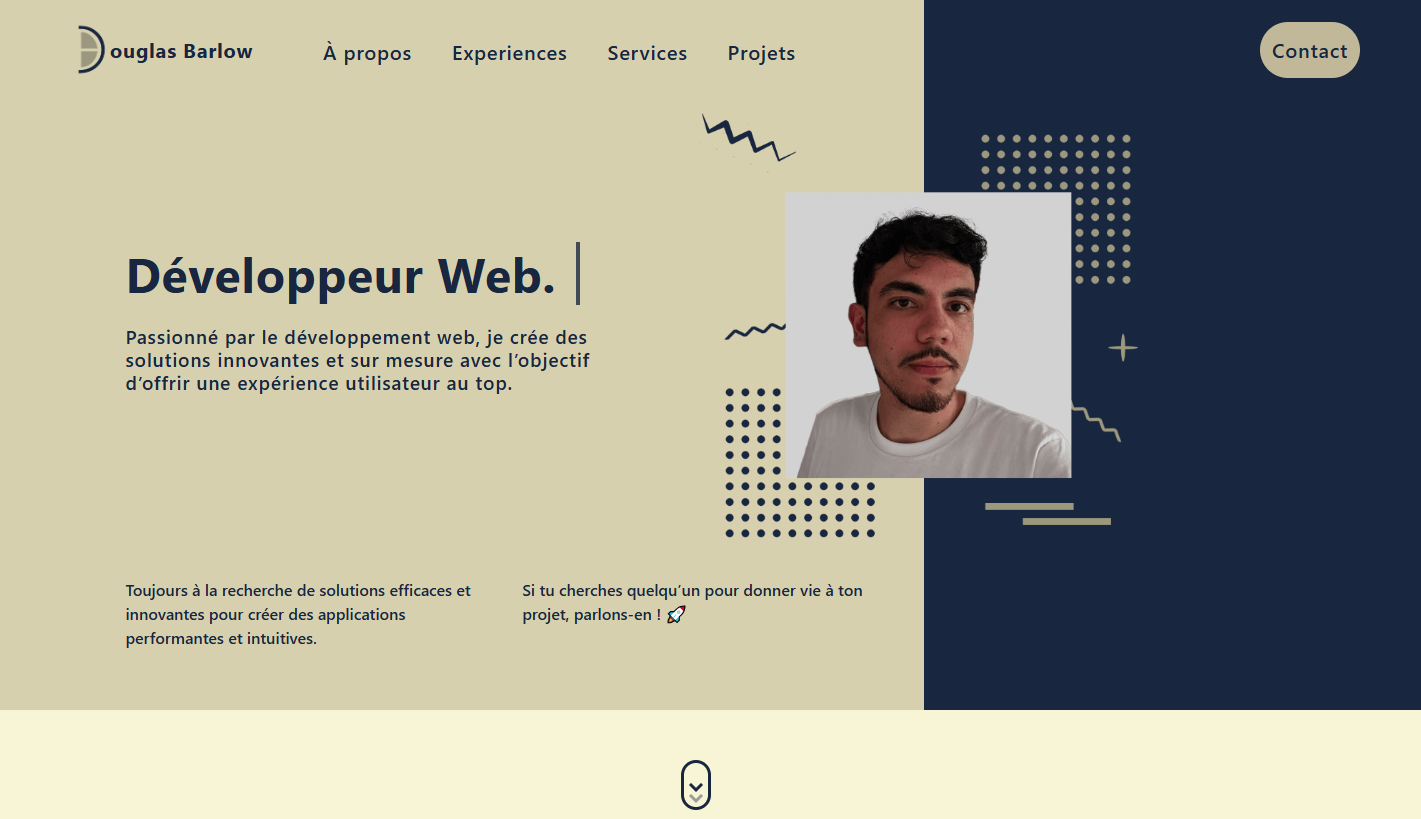 Douglas Barlow
À propos
Experiences
Services
Projets
Contact
Développeur Web.
Passionné par le développement web, je crée des
solutions innovantes et sur mesure avec l’objectif
d’offrir une expérience utilisateur au top.
Toujours à la recherche de solutions efficaces et
innovantes pour créer des applications
performantes et intuitives.
Si tu cherches quelqu’un pour donner vie à ton
projet, parlons-en ! 🚀